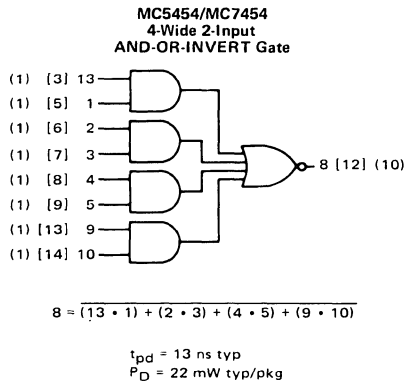 MC5454/MC7454
4-Wide 2-Input
AND-OR-INVERT Gate
(1) [3] 13
(1) [5] 1
(1) [6] 2
(1) [7] 3
8 [12] (10)
(1) [8] 4
(1) [9] 5
(1) [13] 9
(1) [14] 10
8 = (13 • 1) + (2 • 3) + (4 • 5) + (9 • 10)
tpd = 13 ns typ
PD = 22 mW typ/pkg